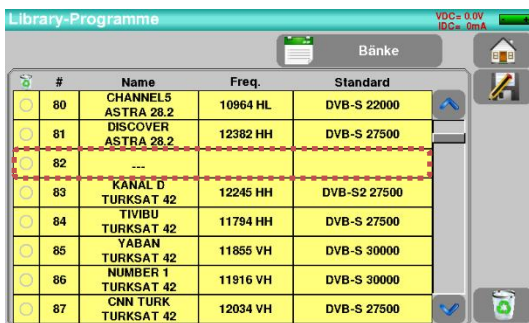 Library-Programme
VDC= 0.0V
IDC= 0mA
Bänke
# Name Freq. Standard
80 CHANNEL5 ASTRA 28.2 10964 HL DVB-S 22000
81 DISCOVER ASTRA 28.2 12382 HH DVB-S 27500
82 ---
83 KANAL D TURKSAT 42 12245 HH DVB-S2 27500
84 TIVIBU TURKSAT 42 11794 HH DVB-S 27500
85 YABAN TURKSAT 42 11855 VH DVB-S 30000
86 NUMBER 1 TURKSAT 42 11916 VH DVB-S 30000
87 CNN TURK TURKSAT 42 12034 VH DVB-S 27500